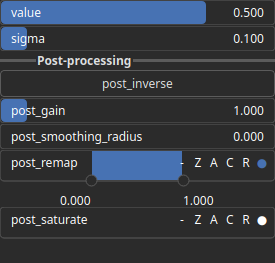 value 0.500
sigma 0.100
Post-processing
post_inverse
post_gain 1.000
post_smoothing_radius 0.000
post_remap - Z A C R
0.000 1.000
post_saturate - Z A C R